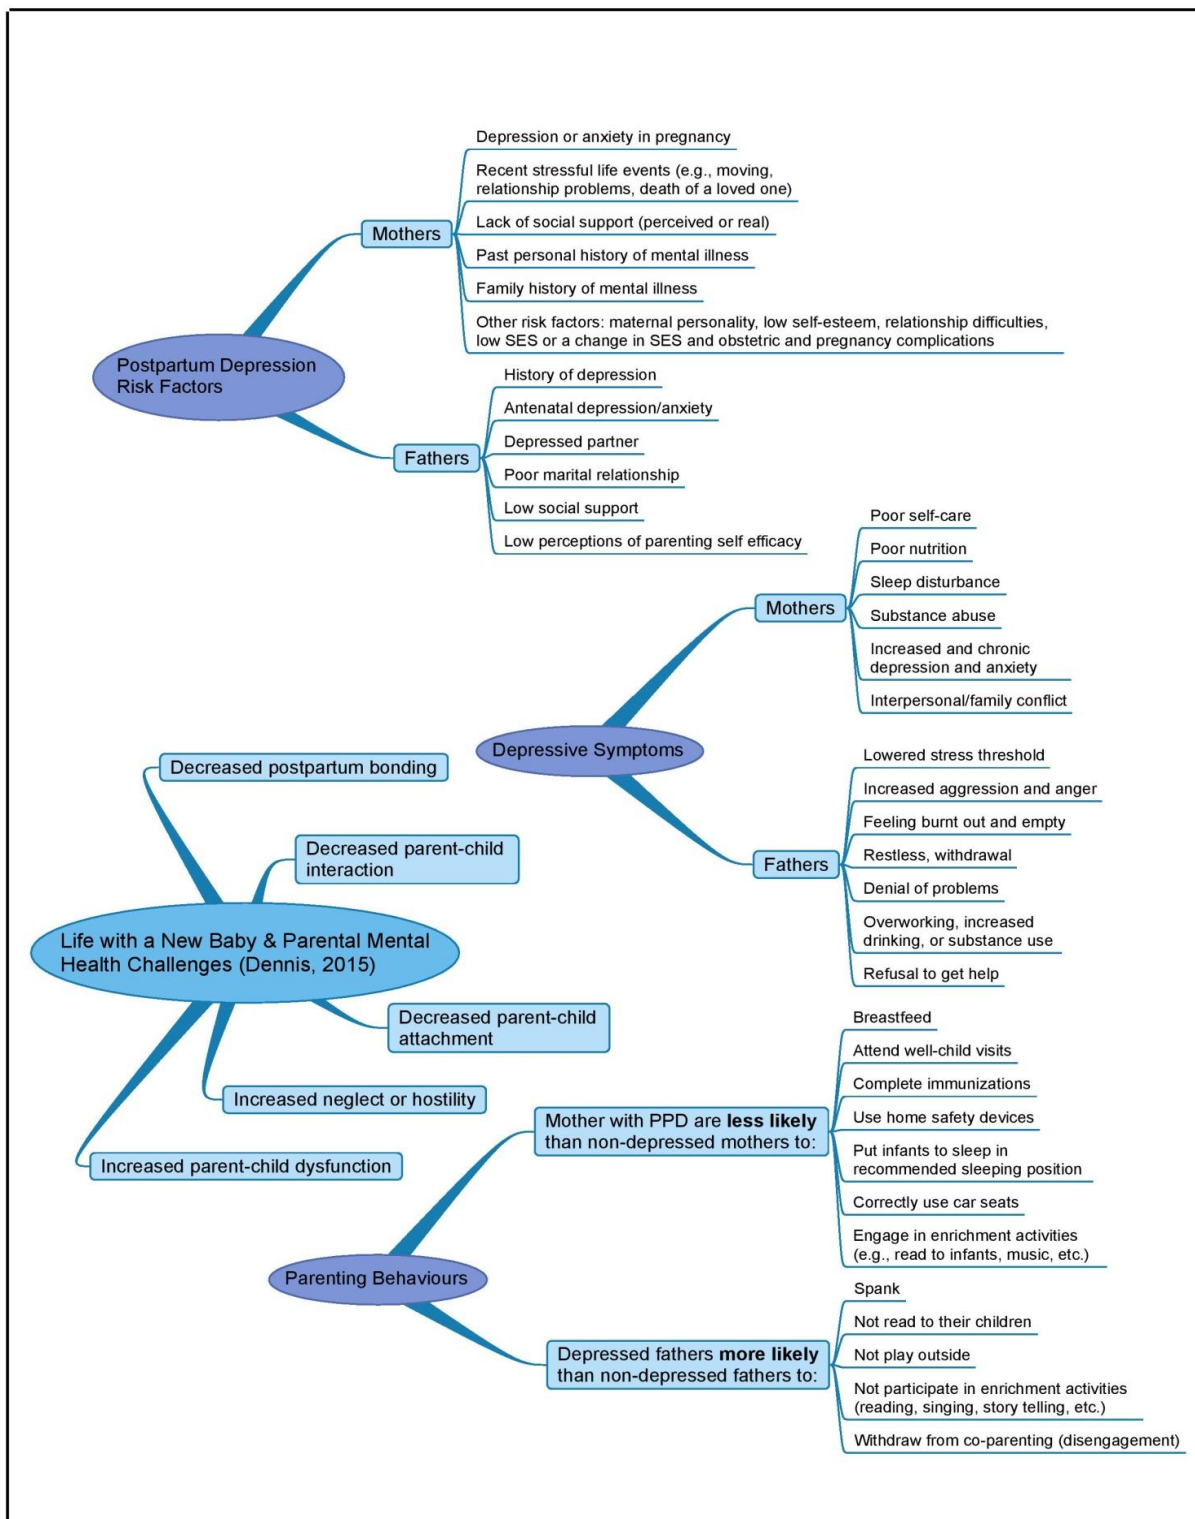 Depression or anxiety in pregnancy
Recent stressful life events (e.g., moving,
relationship problems, death of a loved one)
Mothers
Lack of social support (perceived or real)
Past personal history of mental illness
Family history of mental illness
Other risk factors: maternal personality, low self-esteem, relationship difficulties,
low SES or a change in SES and obstetric and pregnancy complications
Postpartum Depression
Risk Factors
History of depression
Antenatal depression/anxiety
Depressed partner
Fathers
Poor marital relationship
Low social support
Low perceptions of parenting self efficacy
Poor self-care
Poor nutrition
Sleep disturbance
Mothers
Substance abuse
Increased and chronic
depression and anxiety
Interpersonal/family conflict
Depressive Symptoms
Lowered stress threshold
Increased aggression and anger
Feeling burnt out and empty
Fathers
Restless, withdrawal
Denial of problems
Overworking, increased
drinking, or substance use
Refusal to get help
Decreased postpartum bonding
Decreased parent-child
interaction
Life with a New Baby & Parental Mental
Health Challenges (Dennis, 2015)
Decreased parent-child
attachment
Increased neglect or hostility
Increased parent-child dysfunction
Breastfeed
Attend well-child visits
Complete immunizations
Mother with PPD are less likely
than non-depressed mothers to:
Use home safety devices
Put infants to sleep in
recommended sleeping position
Correctly use car seats
Engage in enrichment activities
(e.g., read to infants, music, etc.)
Parenting Behaviours
Spank
Not read to their children
Depressed fathers more likely
than non-depressed fathers to:
Not play outside
Not participate in enrichment activities
(reading, singing, story telling, etc.)
Withdraw from co-parenting (disengagement)